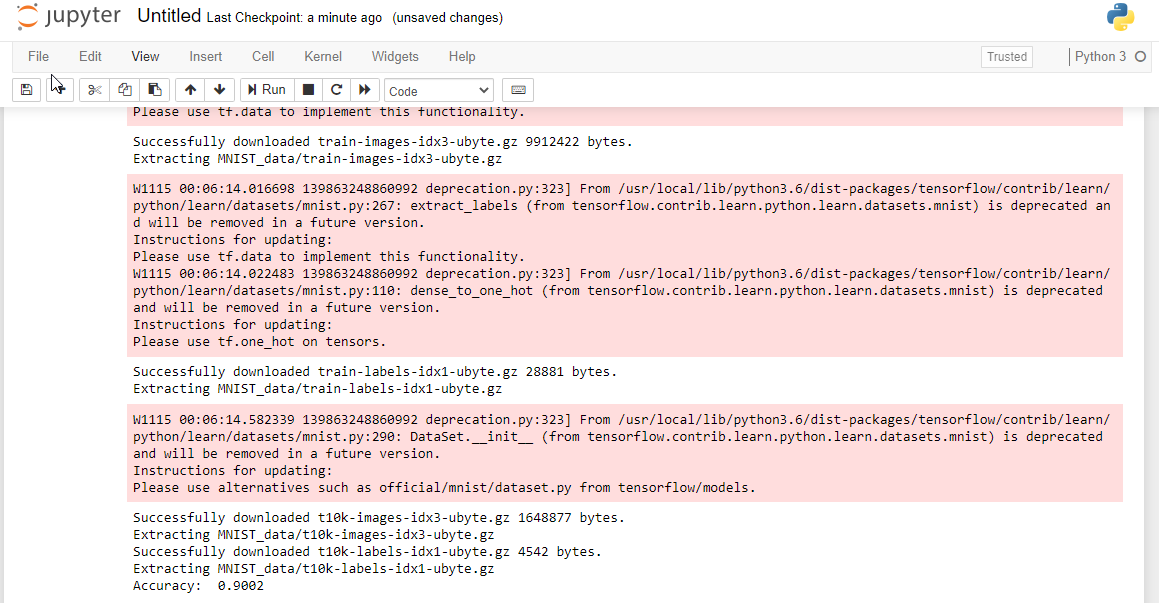 jupyter Untitled Last Checkpoint: a minute ago (unsaved changes)
File Edit View Insert Cell Kernel Widgets Help Trusted Python 3
Run Code
Please use tf.data to implement this functionality.
Successfully downloaded train-images-idx3-ubyte.gz 9912422 bytes.
Extracting MNIST_data/train-images-idx3-ubyte.gz
W1115 00:06:14.016698 139863248860992 deprecation.py:323] From /usr/local/lib/python3.6/dist-packages/tensorflow/contrib/learn/
python/learn/datasets/mnist.py:267: extract_labels (from tensorflow.contrib.learn.python.learn.datasets.mnist) is deprecated an
d will be removed in a future version.
Instructions for updating:
Please use tf.data to implement this functionality.
W1115 00:06:14.022483 139863248860992 deprecation.py:323] From /usr/local/lib/python3.6/dist-packages/tensorflow/contrib/learn/
python/learn/datasets/mnist.py:110: dense_to_one_hot (from tensorflow.contrib.learn.python.learn.datasets.mnist) is deprecated
and will be removed in a future version.
Instructions for updating:
Please use tf.one_hot on tensors.
Successfully downloaded train-labels-idx1-ubyte.gz 28881 bytes.
Extracting MNIST_data/train-labels-idx1-ubyte.gz
W1115 00:06:14.582339 139863248860992 deprecation.py:323] From /usr/local/lib/python3.6/dist-packages/tensorflow/contrib/learn/
python/learn/datasets/mnist.py:290: DataSet.__init__ (from tensorflow.contrib.learn.python.learn.datasets.mnist) is deprecated
and will be removed in a future version.
Instructions for updating:
Please use alternatives such as official/mnist/dataset.py from tensorflow/models.
Successfully downloaded t10k-images-idx3-ubyte.gz 1648877 bytes.
Extracting MNIST_data/t10k-images-idx3-ubyte.gz
Successfully downloaded t10k-labels-idx1-ubyte.gz 4542 bytes.
Extracting MNIST_data/t10k-labels-idx1-ubyte.gz
Accuracy:  0.9002